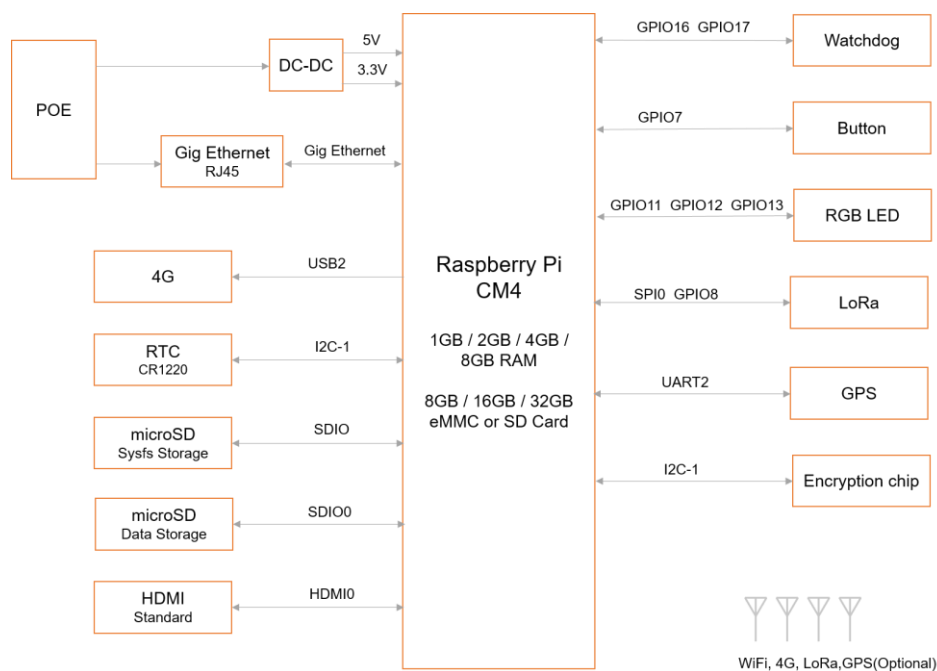 POE
DC-DC
5V
3.3V
Gig Ethernet
RJ45
Gig Ethernet
4G
USB2
RTC
CR1220
I2C-1
microSD
Sysfs Storage
SDIO
microSD
Data Storage
SDIO0
HDMI
Standard
HDMI0
Raspberry Pi
CM4
1GB / 2GB / 4GB /
8GB RAM
8GB / 16GB / 32GB
eMMC or SD Card
GPIO16 GPIO17
Watchdog
GPIO7
Button
GPIO11 GPIO12 GPIO13
RGB LED
SPI0 GPIO8
LoRa
UART2
GPS
I2C-1
Encryption chip
WiFi, 4G, LoRa,GPS(Optional)